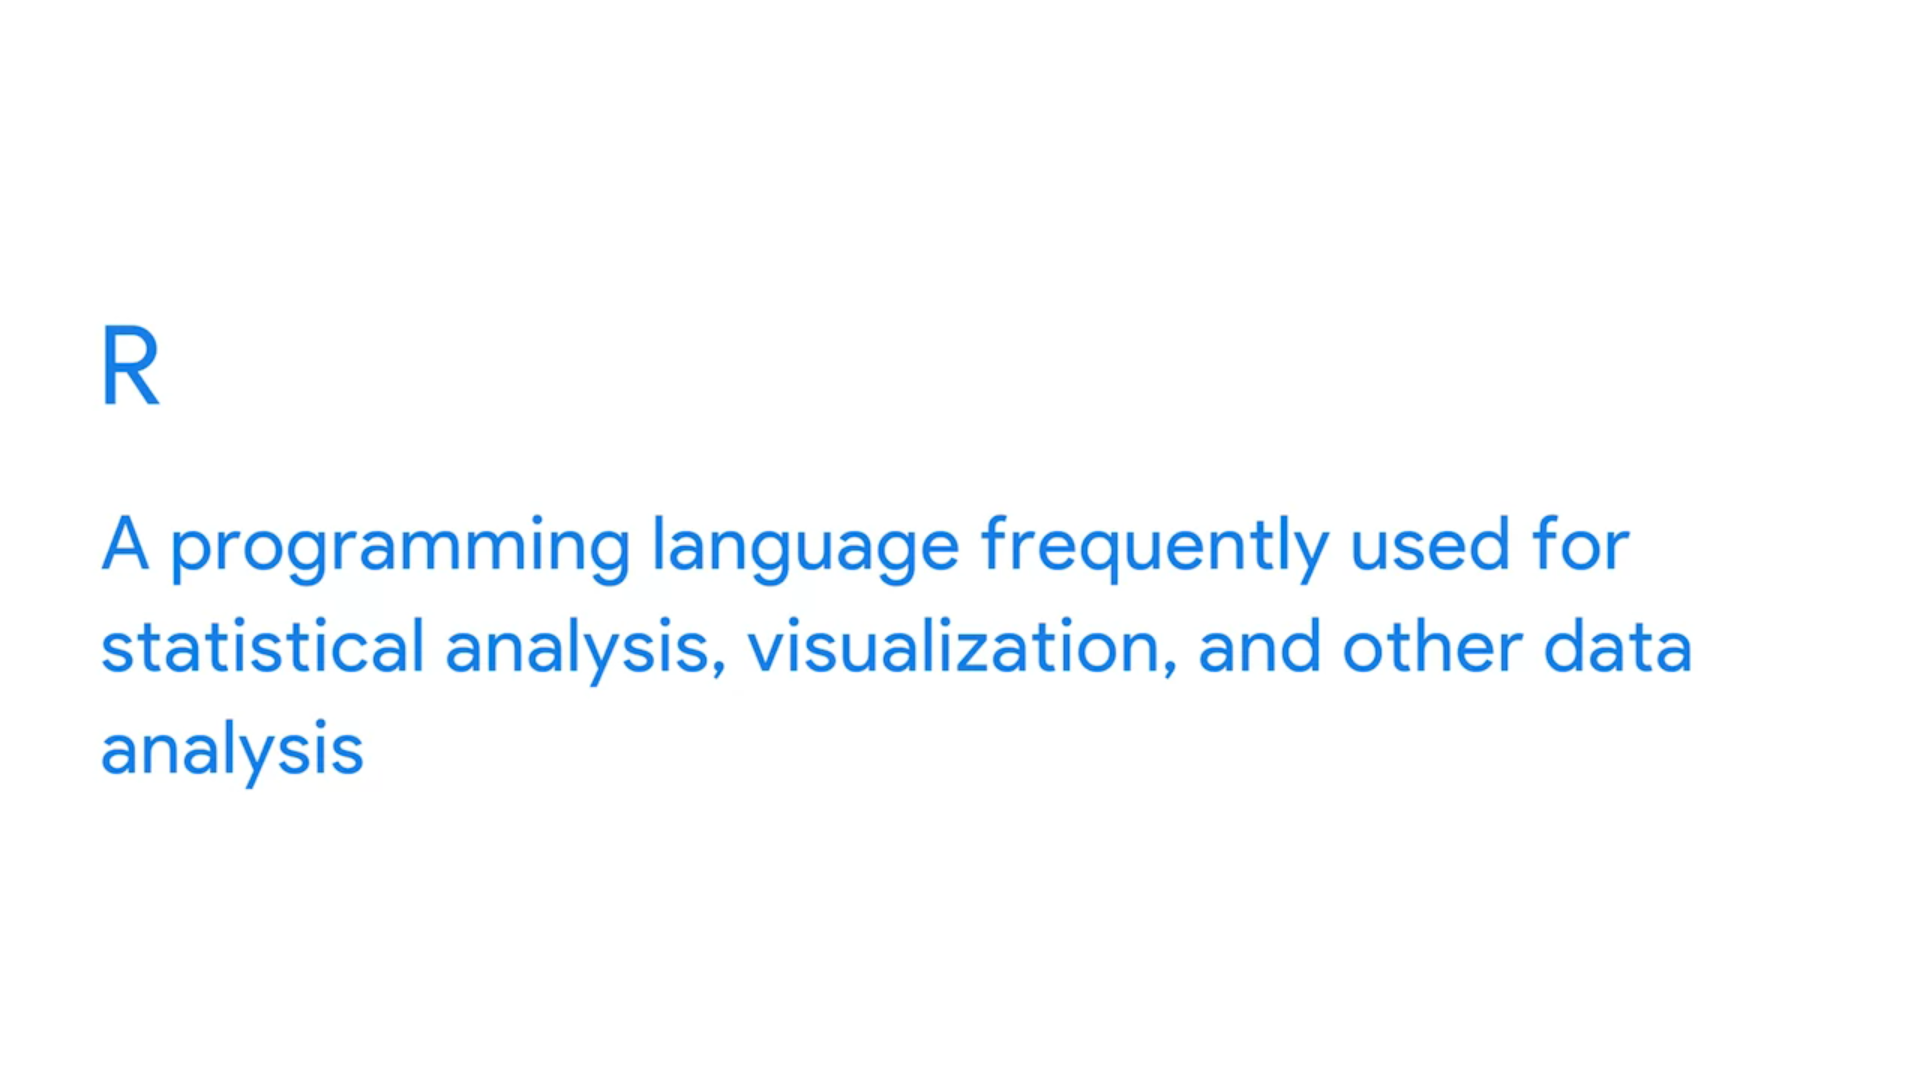 R
A programming language frequently used for
statistical analysis, visualization, and other data
analysis